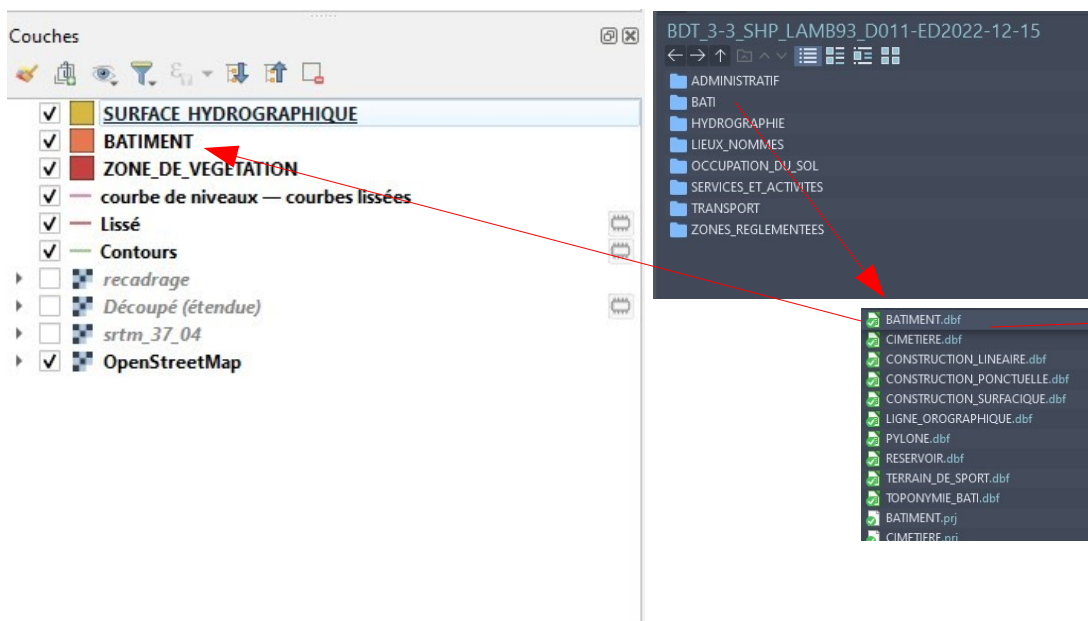 Couches
SURFACE_HYDROGRAPHIQUE
BATIMENT
ZONE_DE_VEGETATION
courbe de niveaux — courbes lissées
Lissé
Contours
recadrage
Découpé (étendue)
srtm_37_04
OpenStreetMap
BDT_3-3_SHP_LAMB93_D011-ED2022-12-15
ADMINISTRATIF
BATI
HYDROGRAPHIE
LIEUX_NOMMES
OCCUPATION_DU_SOL
SERVICES_ET_ACTIVITES
TRANSPORT
ZONES_REGLEMENTEES
BATIMENT.dbf
CIMETIERE.dbf
CONSTRUCTION_LINEAIRE.dbf
CONSTRUCTION_PONCTUELLE.dbf
CONSTRUCTION_SURFACIQUE.dbf
LIGNE_OROGRAPHIQUE.dbf
PYLONE.dbf
RESERVOIR.dbf
TERRAIN_DE_SPORT.dbf
TOPONYMIE_BATI.dbf
BATIMENT.prj
CIMETIERE.prj